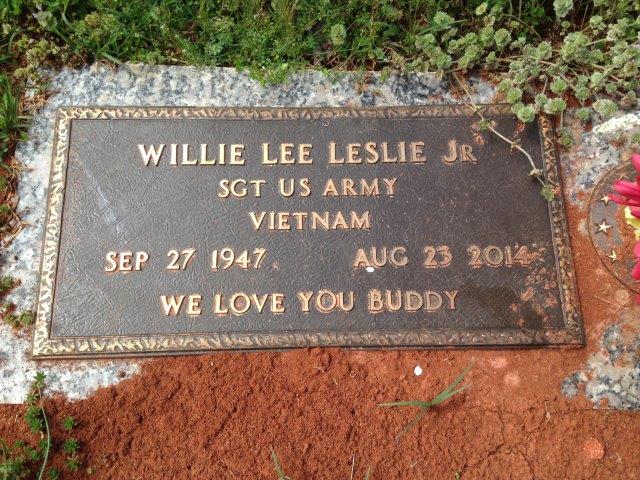 WILLIE LEE LESLIE JR
SGT US ARMY
VIETNAM
SEP 27 1947 AUG 23 2014
WE LOVE YOU BUDDY